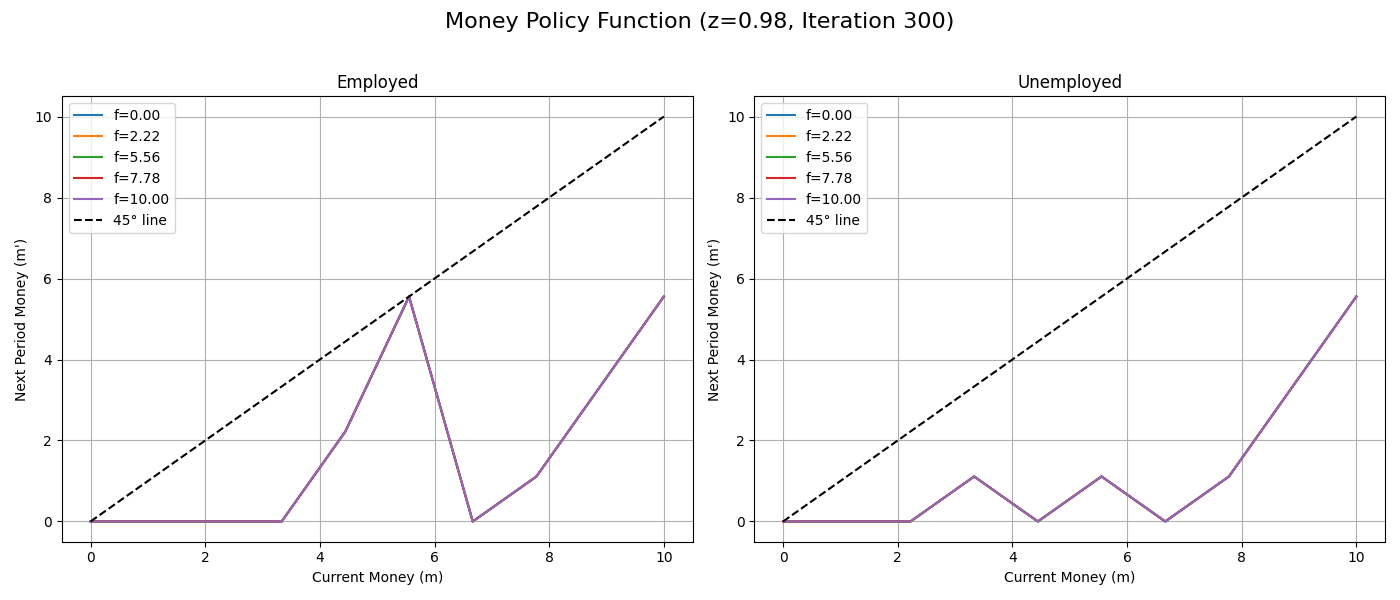 Money Policy Function (z=0.98, Iteration 300)
Employed
f=0.00
f=2.22
f=5.56
f=7.78
f=10.00
45° line
10
8
6
4
2
0
Next Period Money (m')
0 2 4 6 8 10
Current Money (m)
Unemployed
f=0.00
f=2.22
f=5.56
f=7.78
f=10.00
45° line
10
8
6
4
2
0
Next Period Money (m')
0 2 4 6 8 10
Current Money (m)